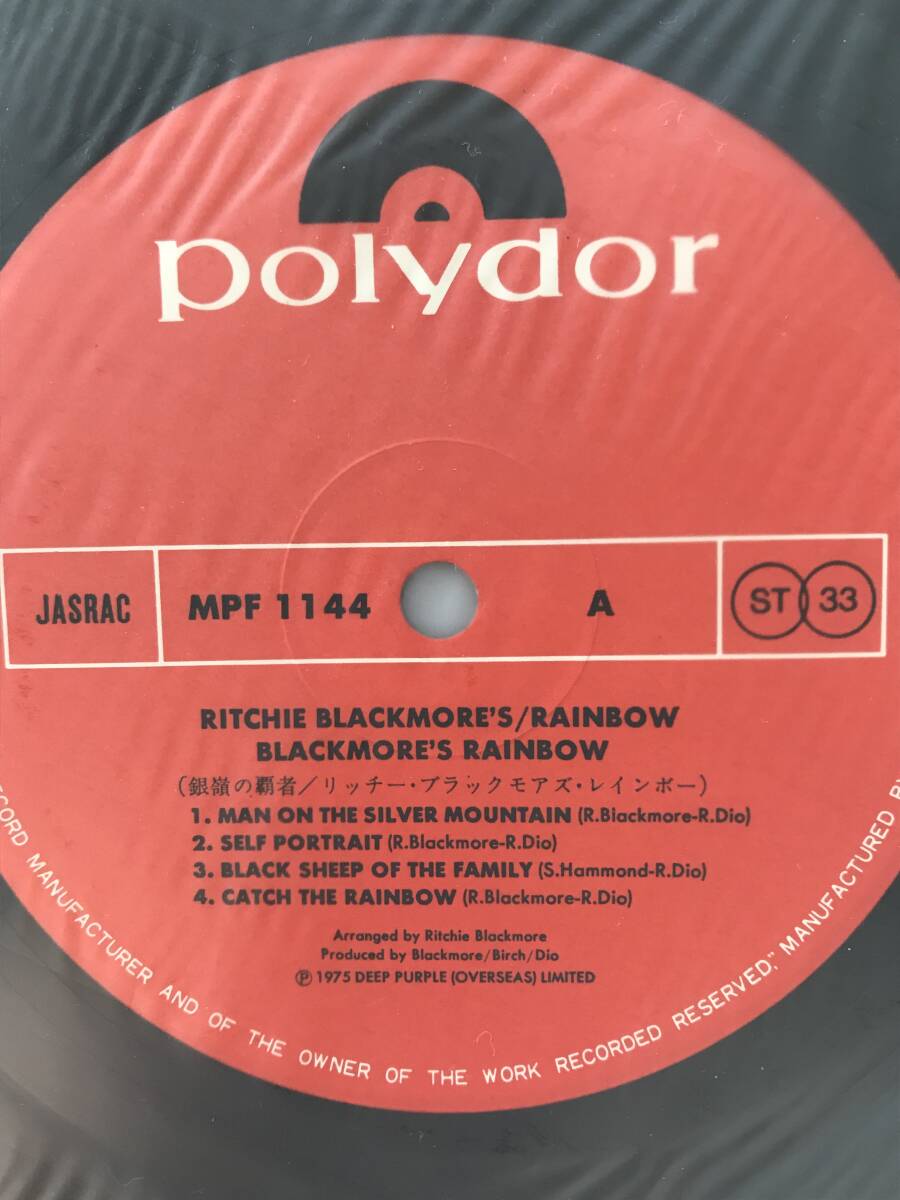 polydor
JASRAC
MPF 1144
A
ST 33
RITCHIE BLACKMORE'S/RAINBOW
BLACKMORE'S RAINBOW
(銀嶺の覇者/リッチー・ブラックモアズ・レインボー)
1. MAN ON THE SILVER MOUNTAIN (R.Blackmore-R.Dio)
2. SELF PORTRAIT (R.Blackmore-R.Dio)
3. BLACK SHEEP OF THE FAMILY (S.Hammond-R.Dio)
4. CATCH THE RAINBOW (R.Blackmore-R.Dio)
Arranged by Ritchie Blackmore
Produced by Blackmore/Birch/Dio
Ⓟ 1975 DEEP PURPLE (OVERSEAS) LIMITED
MANUFACTURER AND OF THE OWNER OF THE WORK RECORDED RESERVED," MANUFACTURED